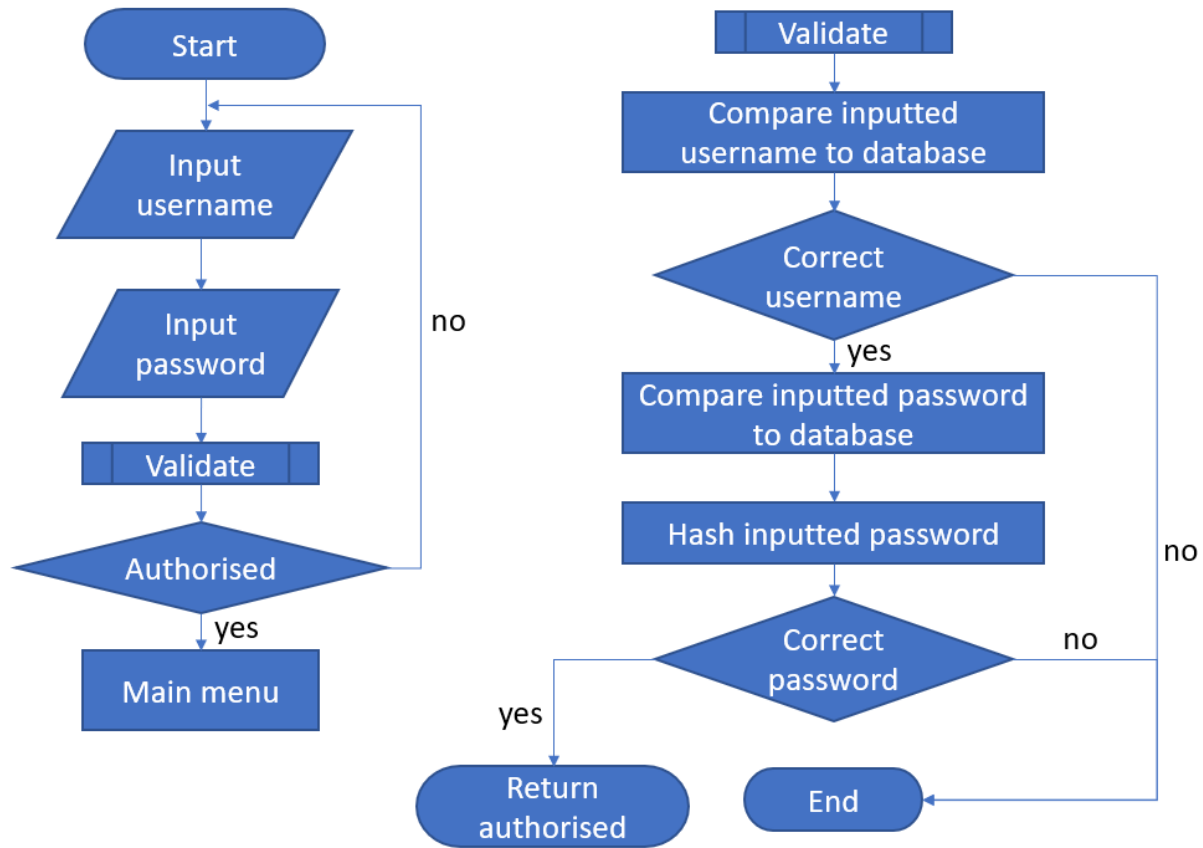 Start
Input
username
Input
password
no
Validate
Authorised
yes
Main menu
Validate
Compare inputted
username to database
Correct
username
yes
Compare inputted password
to database
Hash inputted password
no
Correct
password
no
yes
Return
authorised
End